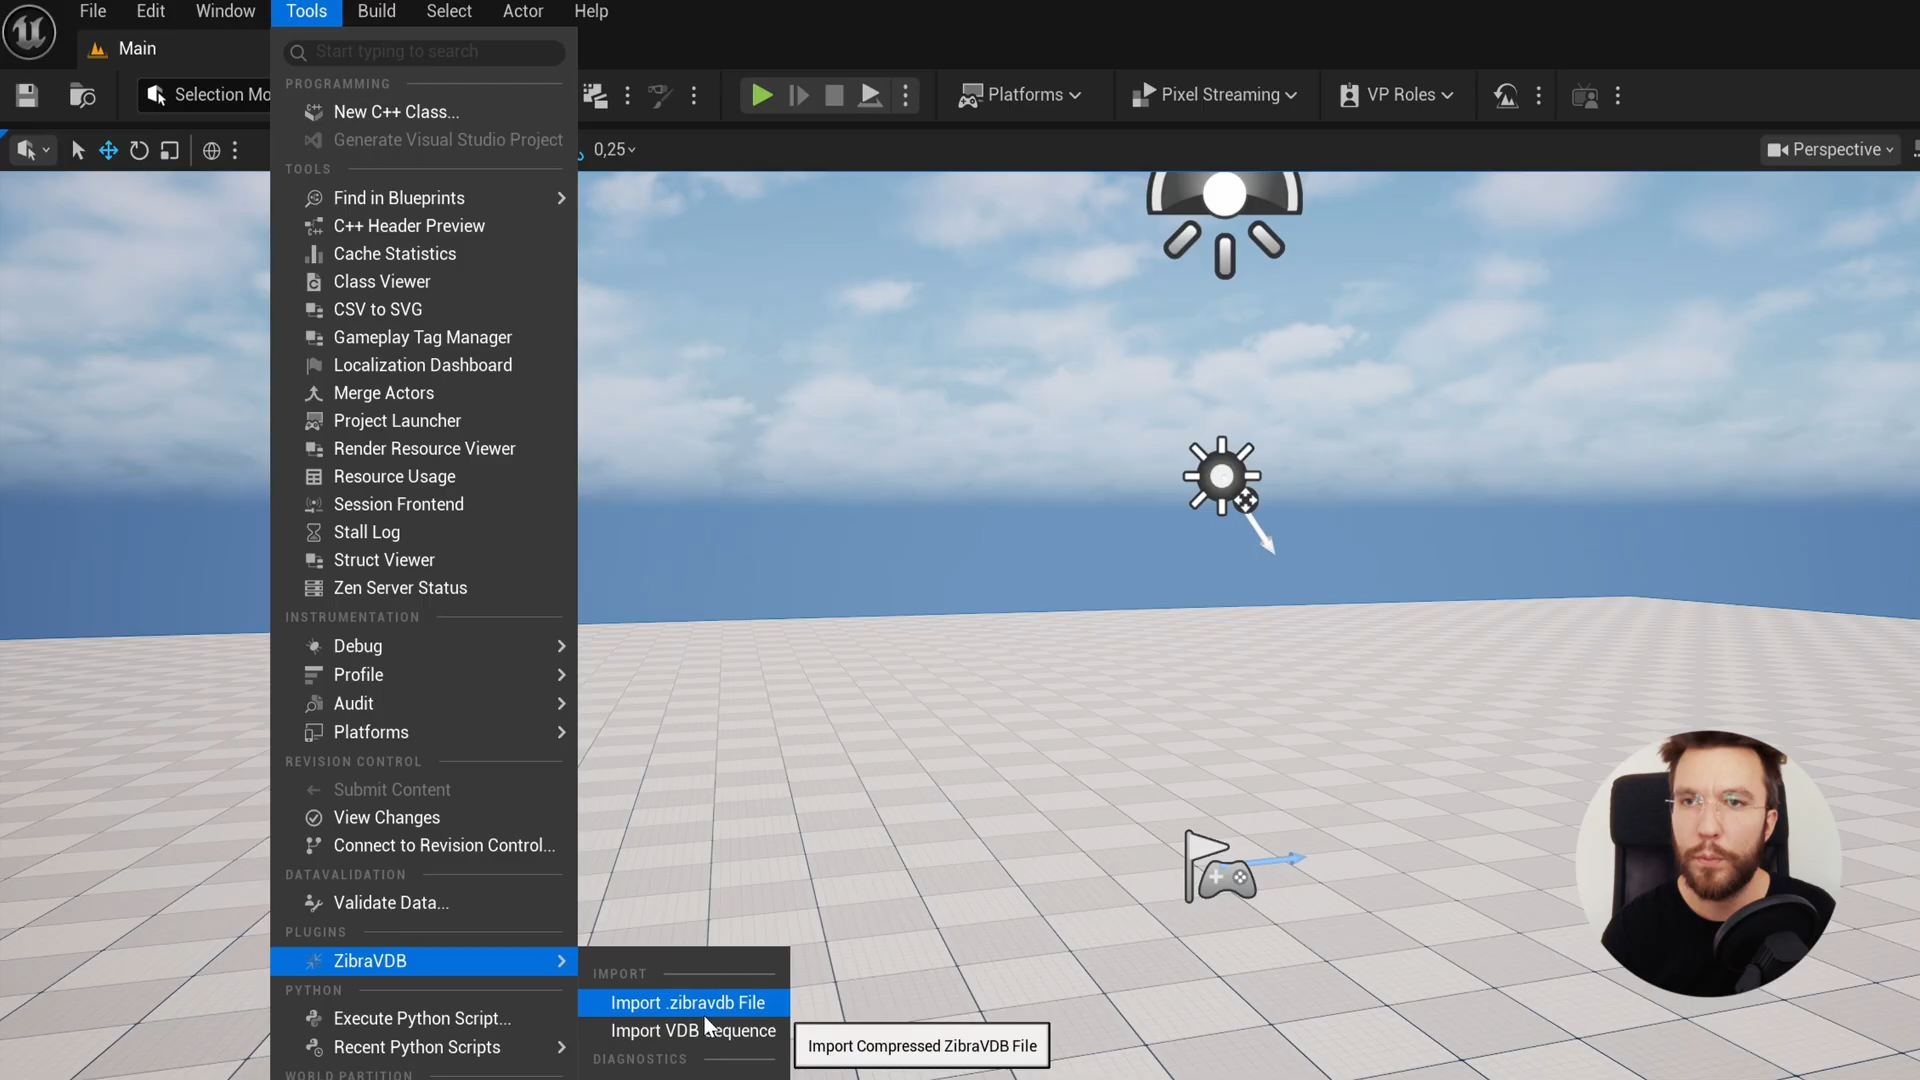 File Edit Window Tools Build Select Actor Help
Main
Start typing to search
PROGRAMMING
Selection Mo
Platforms
Pixel Streaming
VP Roles
New C++ Class...
Generate Visual Studio Project
0,25
Perspective
TOOLS
Find in Blueprints
C++ Header Preview
Cache Statistics
Class Viewer
CSV to SVG
Gameplay Tag Manager
Localization Dashboard
Merge Actors
Project Launcher
Render Resource Viewer
Resource Usage
Session Frontend
Stall Log
Struct Viewer
Zen Server Status
INSTRUMENTATION
Debug
Profile
Audit
Platforms
REVISION CONTROL
Submit Content
View Changes
Connect to Revision Control...
DATAVALIDATION
Validate Data...
PLUGINS
ZibraVDB
IMPORT
Import .zibravdb File
Import VDB Sequence
Import Compressed ZibraVDB File
DIAGNOSTICS
PYTHON
Execute Python Script...
Recent Python Scripts
WORLD PARTITION